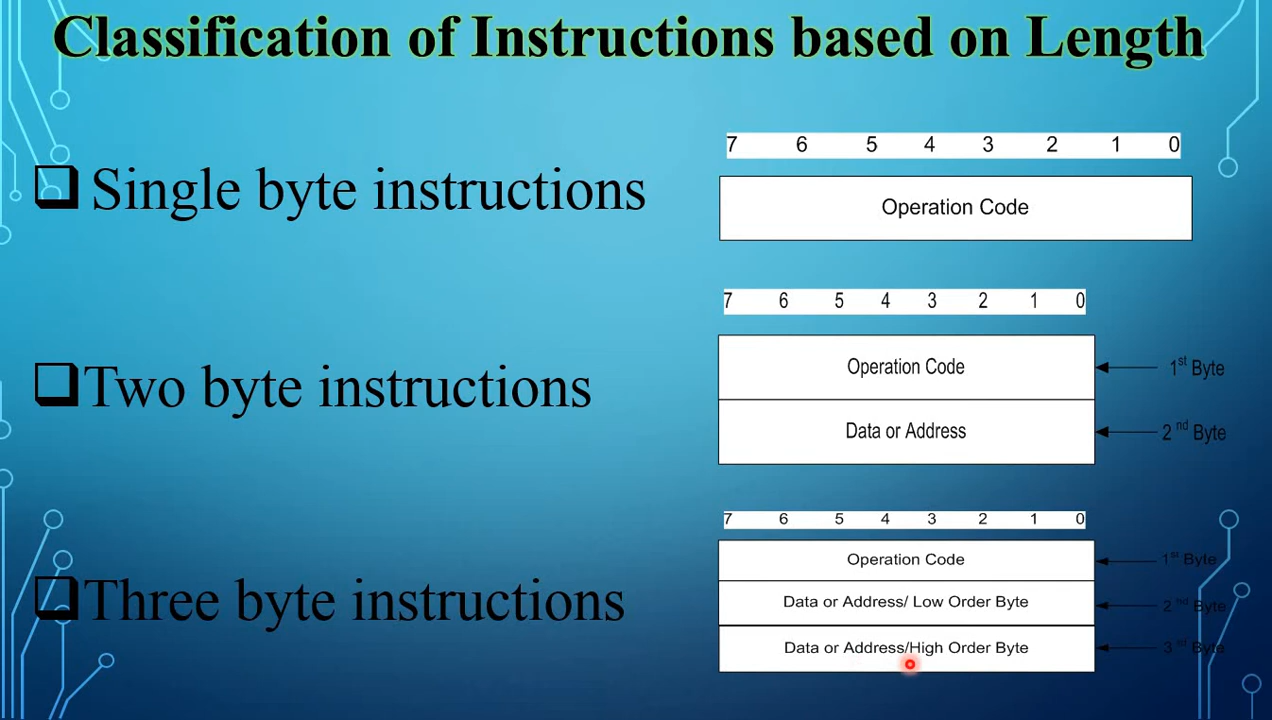 Classification of Instructions based on Length
Single byte instructions
7 6 5 4 3 2 1 0
Operation Code
Two byte instructions
7 6 5 4 3 2 1 0
Operation Code
1st Byte
Data or Address
2nd Byte
Three byte instructions
7 6 5 4 3 2 1 0
Operation Code
1st Byte
Data or Address/ Low Order Byte
2nd Byte
Data or Address/High Order Byte
3st Byte